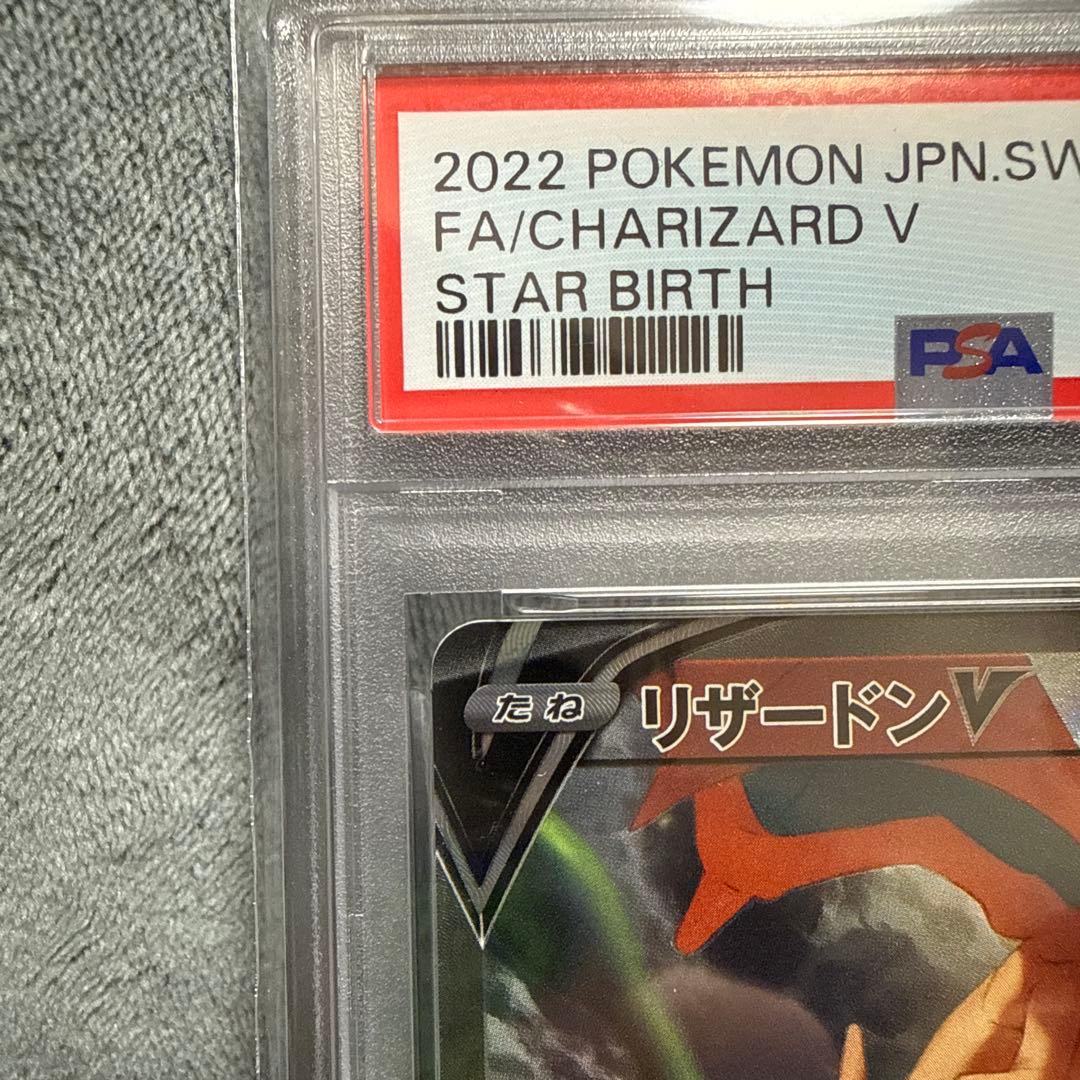 2022 POKEMON JPN.SW
FA/CHARIZARD V
STAR BIRTH
PSA
たね リザードンV